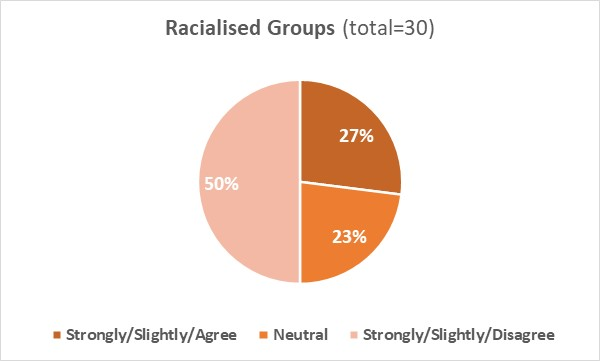 Racialised Groups (total=30)
27%
50%
23%
Strongly/Slightly/Agree Neutral Strongly/Slightly/Disagree